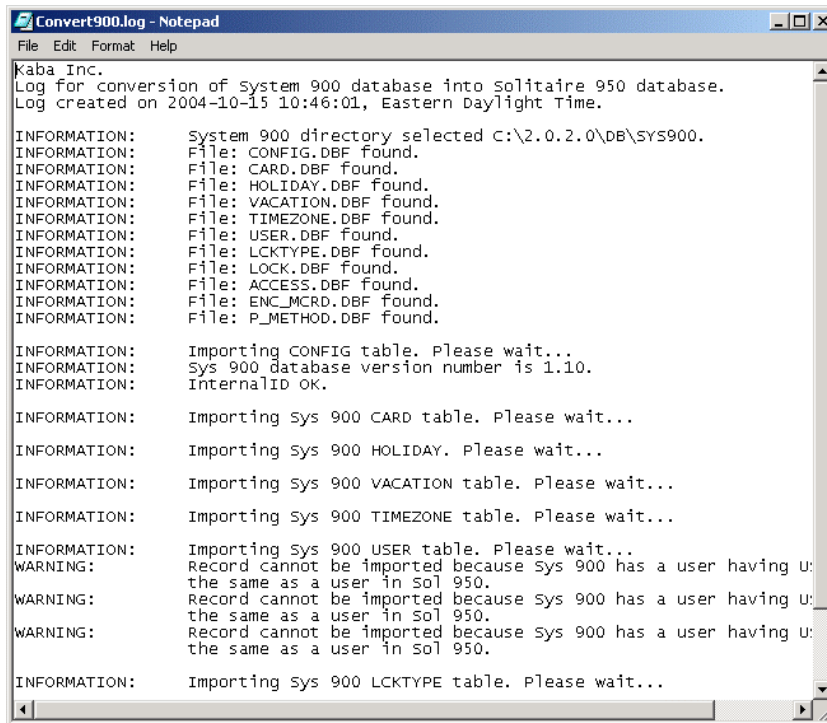 Convert900.log - Notepad
File Edit Format Help
Kaba Inc.
Log for conversion of System 900 database into Solitaire 950 database.
Log created on 2004-10-15 10:46:01, Eastern Daylight Time.
INFORMATION: System 900 directory selected C:\2.0.2.0\DB\SYS900.
INFORMATION: File: CONFIG.DBF found.
INFORMATION: File: CARD.DBF found.
INFORMATION: File: HOLIDAY.DBF found.
INFORMATION: File: VACATION.DBF found.
INFORMATION: File: TIMEZONE.DBF found.
INFORMATION: File: USER.DBF found.
INFORMATION: File: LCKTYPE.DBF found.
INFORMATION: File: LOCK.DBF found.
INFORMATION: File: ACCESS.DBF found.
INFORMATION: File: ENC_MCRD.DBF found.
INFORMATION: File: P_METHOD.DBF found.
INFORMATION: Importing CONFIG table. Please wait...
INFORMATION: Sys 900 database version number is 1.10.
INFORMATION: InternalID OK.
INFORMATION: Importing Sys 900 CARD table. Please wait...
INFORMATION: Importing Sys 900 HOLIDAY. Please wait...
INFORMATION: Importing Sys 900 VACATION table. Please wait...
INFORMATION: Importing Sys 900 TIMEZONE table. Please wait...
INFORMATION: Importing Sys 900 USER table. Please wait...
WARNING: Record cannot be imported because Sys 900 has a user having
the same as a user in Sol 950.
WARNING: Record cannot be imported because Sys 900 has a user having
the same as a user in Sol 950.
WARNING: Record cannot be imported because Sys 900 has a user having
the same as a user in Sol 950.
INFORMATION: Importing Sys 900 LCKTYPE table. Please wait...